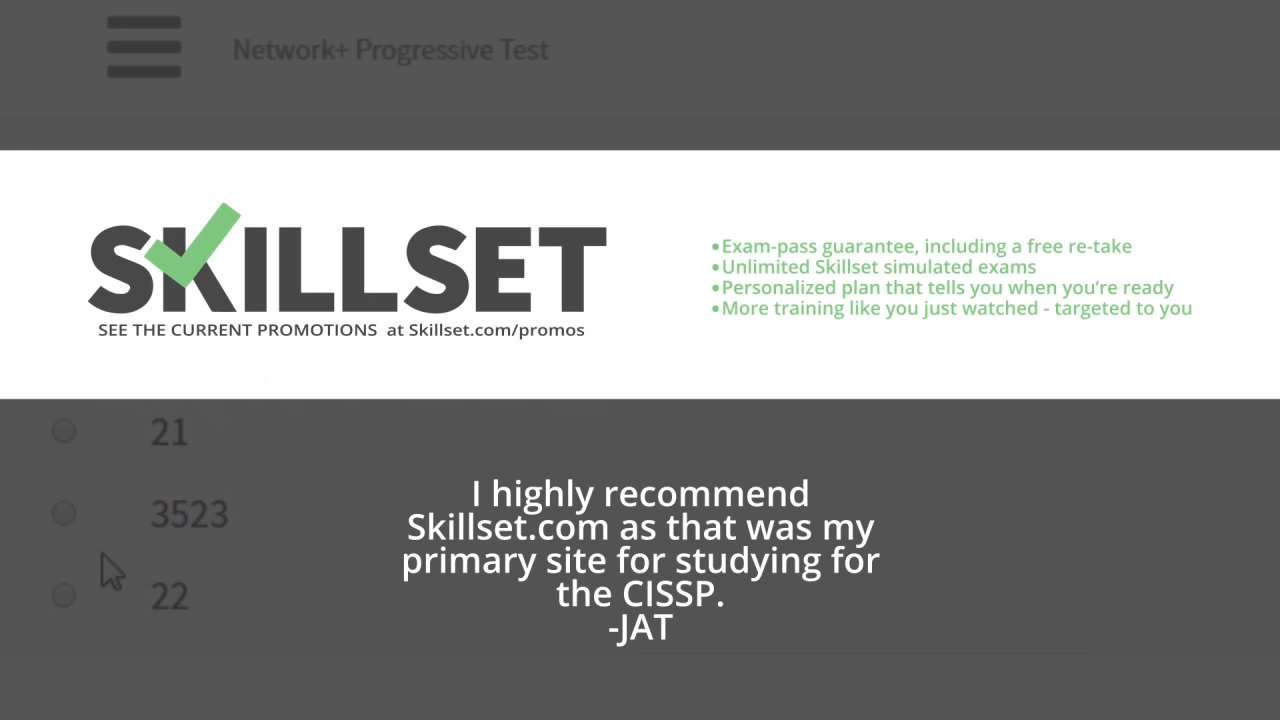 Network+ Progressive Test
SKILLSET
SEE THE CURRENT PROMOTIONS at Skillset.com/promos
•Exam-pass guarantee, including a free re-take
•Unlimited Skillset simulated exams
•Personalized plan that tells you when you’re ready
•More training like you just watched - targeted to you
21
3523
22
I highly recommend
Skillset.com as that was my
primary site for studying for
the CISSP.
-JAT